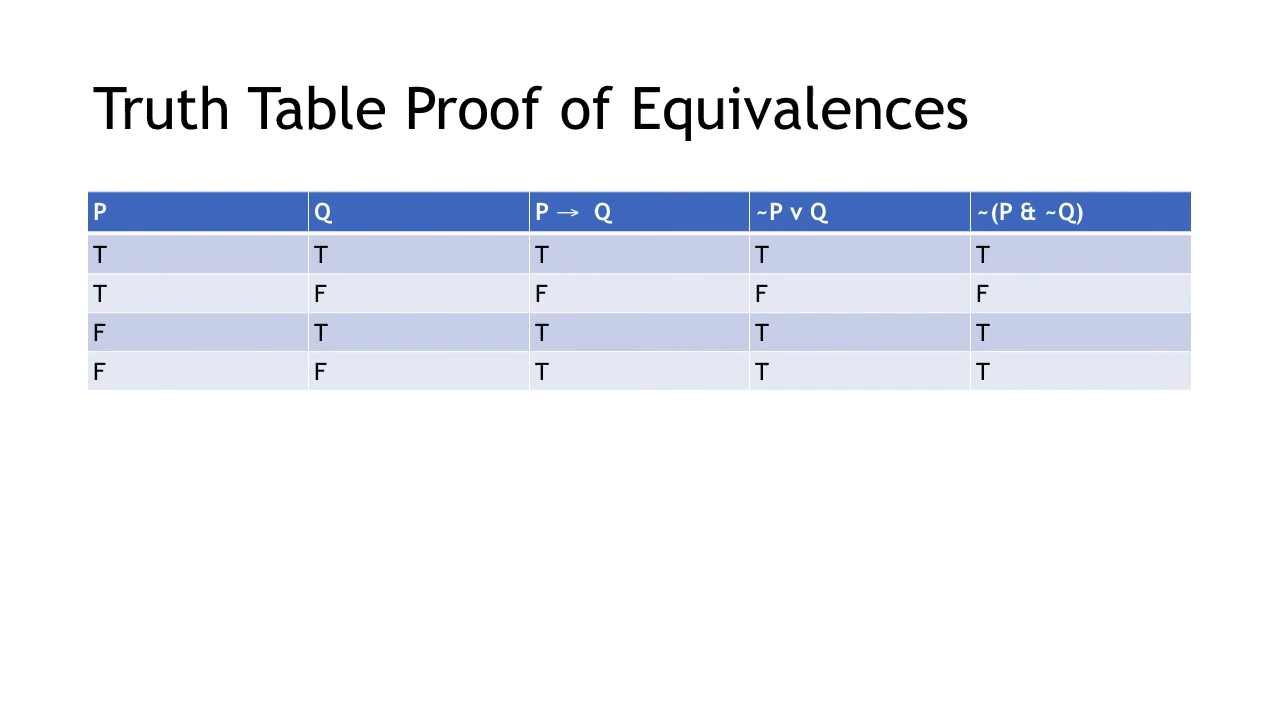 Truth Table Proof of Equivalences
P Q P → Q ~P v Q ~(P & ~Q)
T T T T T
T F F F F
F T T T T
F F T T T